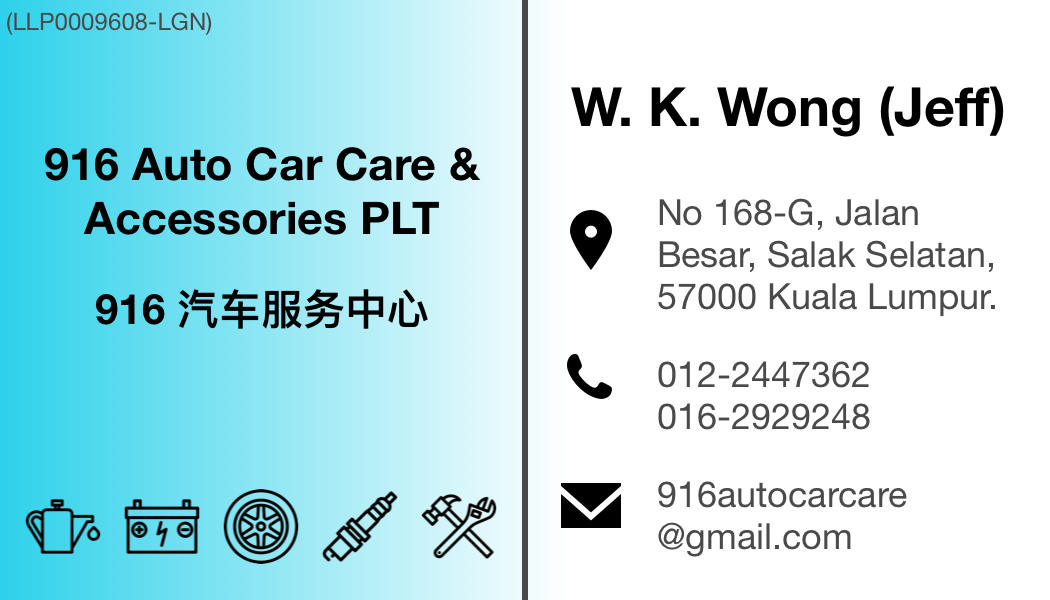 (LLP0009608-LGN)
916 Auto Car Care &
Accessories PLT
916 汽车服务中心
W. K. Wong (Jeff)
No 168-G, Jalan
Besar, Salak Selatan,
57000 Kuala Lumpur.
012-2447362
016-2929248
916autocarcare
@gmail.com